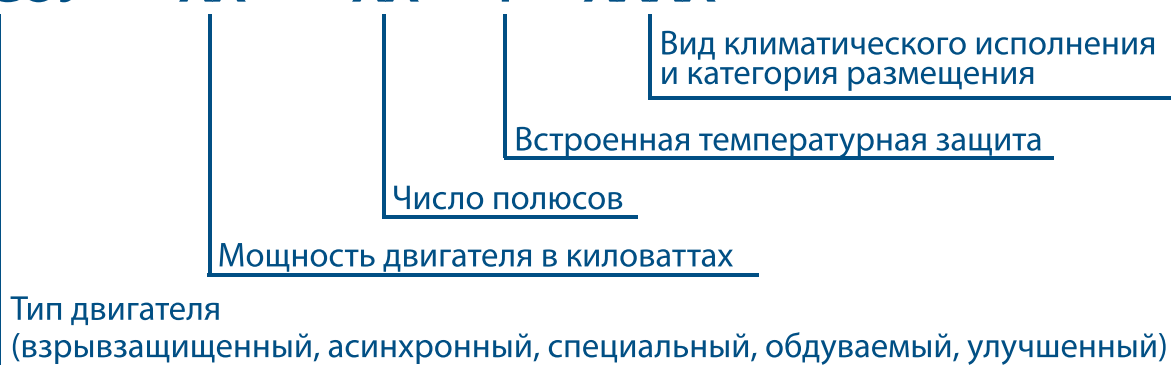 Вид климатического исполнения
и категория размещения
Встроенная температурная защита
Число полюсов
Мощность двигателя в киловаттах
Тип двигателя
(взрывзащищенный, асинхронный, специальный, обдуваемый, улучшенный)